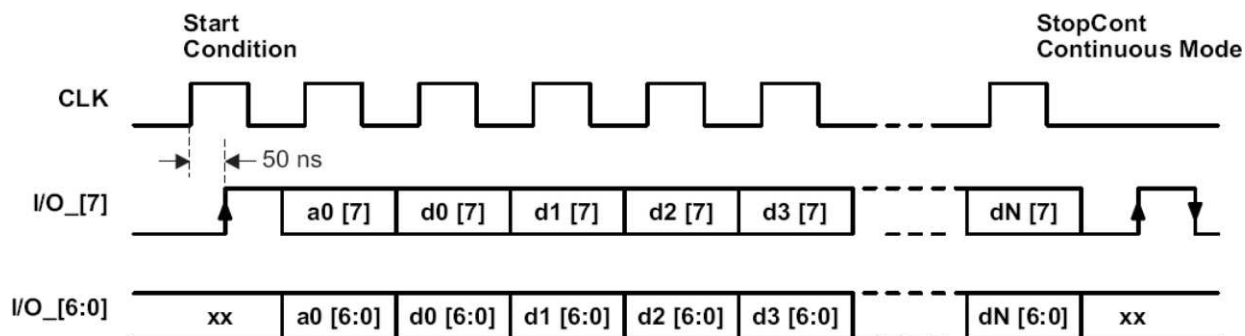 Start
Condition
StopCont
Continuous Mode
CLK
50 ns
I/O_[7]
a0 [7] d0 [7] d1 [7] d2 [7] d3 [7] dN [7]
I/O_[6:0]
xx a0 [6:0] d0 [6:0] d1 [6:0] d2 [6:0] d3 [6:0] dN [6:0] xx